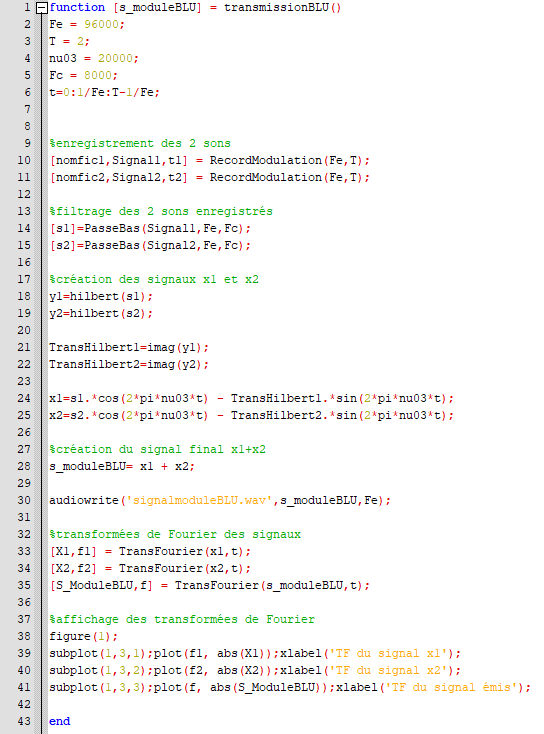 1 function [s_moduleBLU] = transmissionBLU()
2 Fe = 96000;
3 T = 2;
4 nu03 = 20000;
5 Fc = 8000;
6 t=0:1/Fe:T-1/Fe;
7
8
9 %enregistrement des 2 sons
10 [nomfic1,Signal1,t1] = RecordModulation(Fe,T);
11 [nomfic2,Signal2,t2] = RecordModulation(Fe,T);
12
13 %filtrage des 2 sons enregistrés
14 [s1]=PasseBas(Signal1,Fe,Fc);
15 [s2]=PasseBas(Signal2,Fe,Fc);
16
17 %création des signaux x1 et x2
18 y1=hilbert(s1);
19 y2=hilbert(s2);
20
21 TransHilbert1=imag(y1);
22 TransHilbert2=imag(y2);
23
24 x1=s1.*cos(2*pi*nu03*t) - TransHilbert1.*sin(2*pi*nu03*t);
25 x2=s2.*cos(2*pi*nu03*t) - TransHilbert2.*sin(2*pi*nu03*t);
26
27 %création du signal final x1+x2
28 s_moduleBLU= x1 + x2;
29
30 audiowrite('signalmoduleBLU.wav',s_moduleBLU,Fe);
31
32 %transformées de Fourier des signaux
33 [X1,f1] = TransFourier(x1,t);
34 [X2,f2] = TransFourier(x2,t);
35 [S_ModuleBLU,f] = TransFourier(s_moduleBLU,t);
36
37 %affichage des transformées de Fourier
38 figure(1);
39 subplot(1,3,1);plot(f1, abs(X1));xlabel('TF du signal x1');
40 subplot(1,3,2);plot(f2, abs(X2));xlabel('TF du signal x2');
41 subplot(1,3,3);plot(f, abs(S_ModuleBLU));xlabel('TF du signal émis');
42
43 end